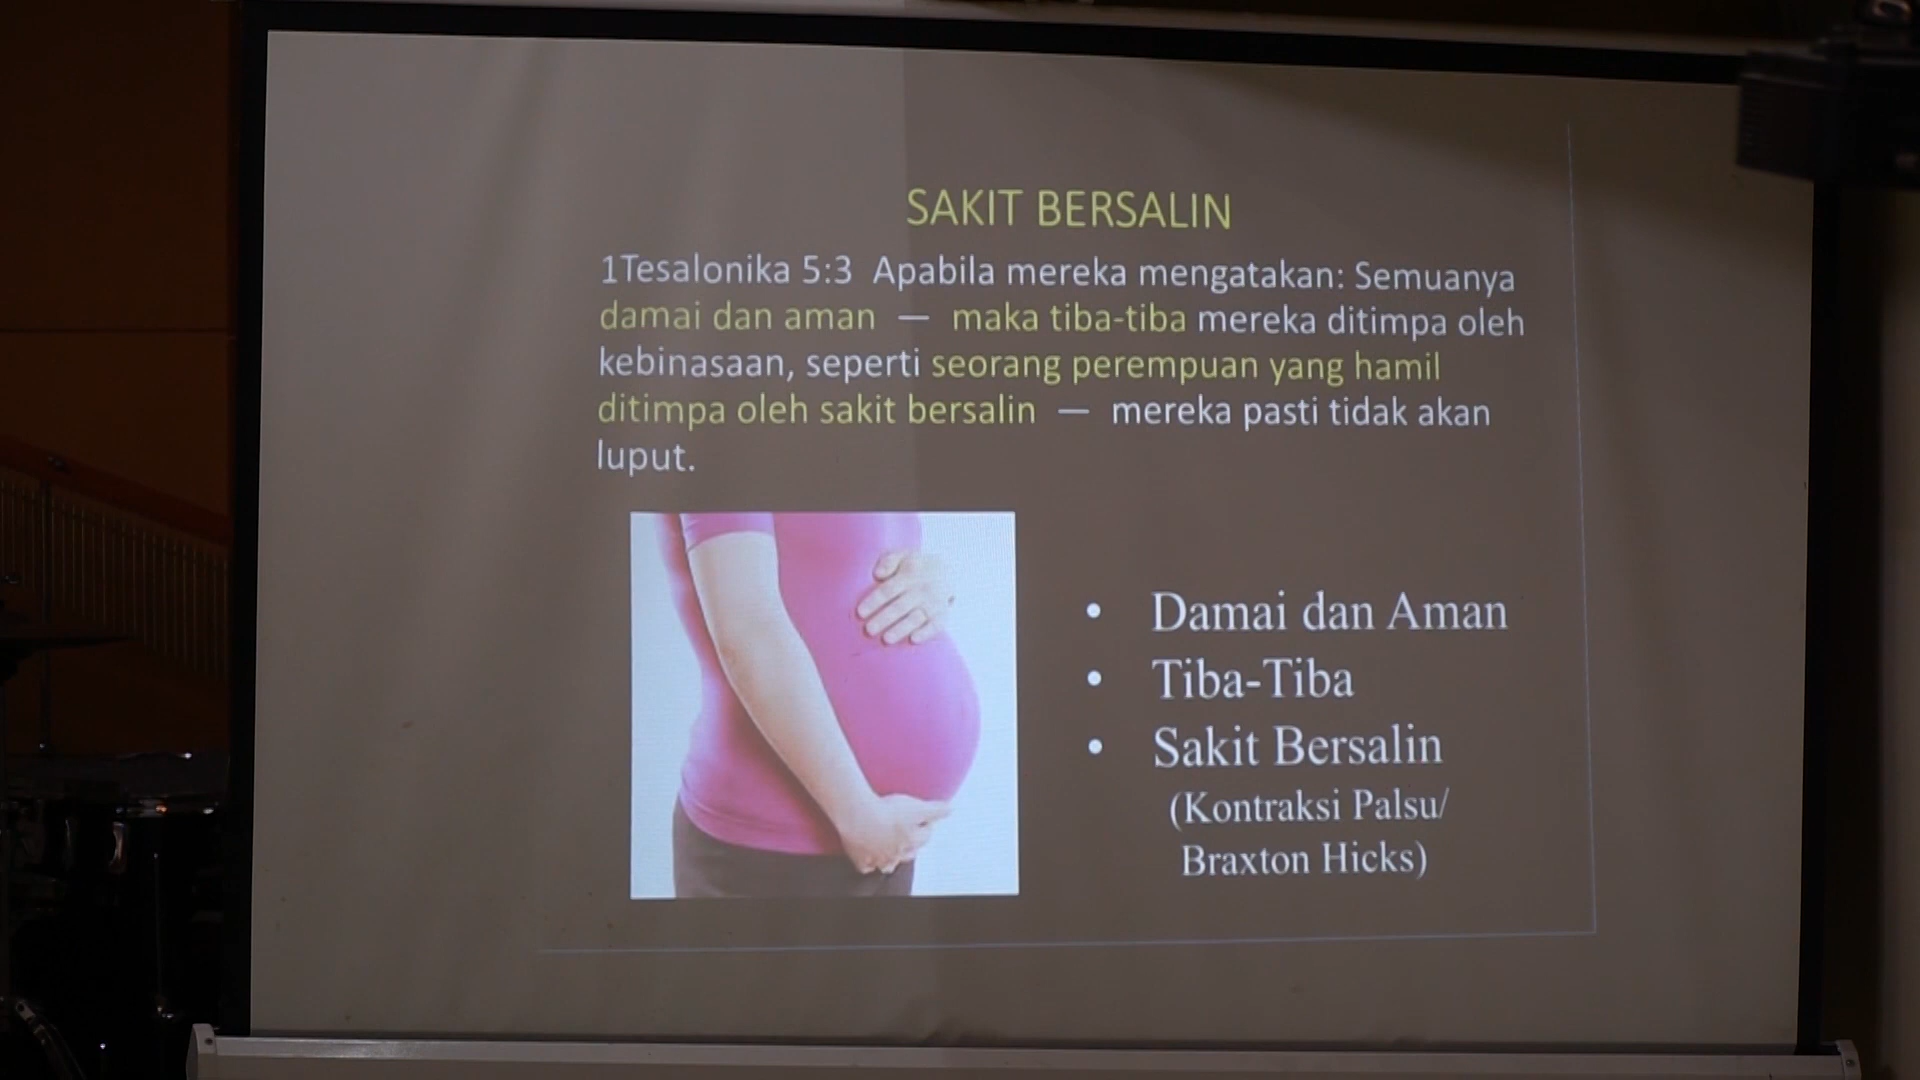 SAKIT BERSALIN
1Tesalonika 5:3 Apabila mereka mengatakan: Semuanya
damai dan aman — maka tiba-tiba mereka ditimpa oleh
kebinasaan, seperti seorang perempuan yang hamil
ditimpa oleh sakit bersalin — mereka pasti tidak akan
luput.
• Damai dan Aman
• Tiba-Tiba
• Sakit Bersalin
(Kontraksi Palsu/
Braxton Hicks)